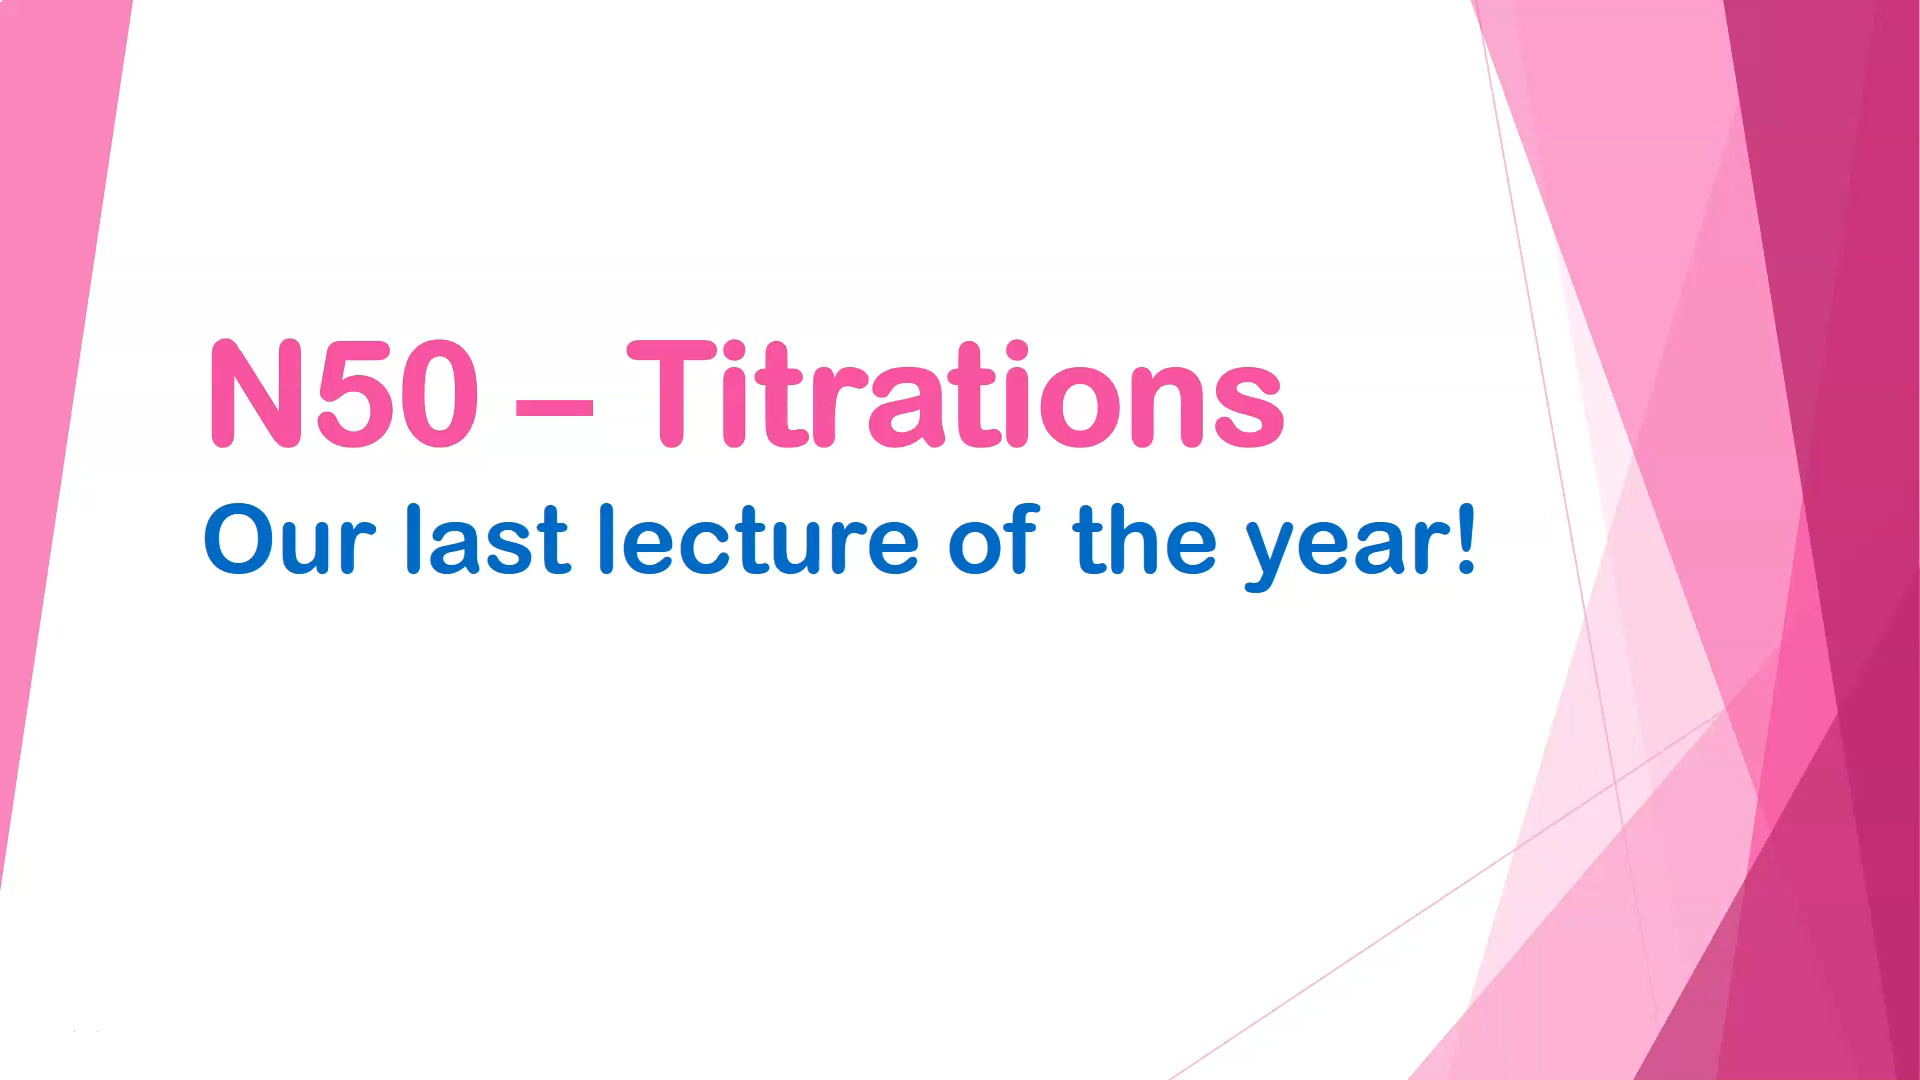 N50 – Titrations
Our last lecture of the year!